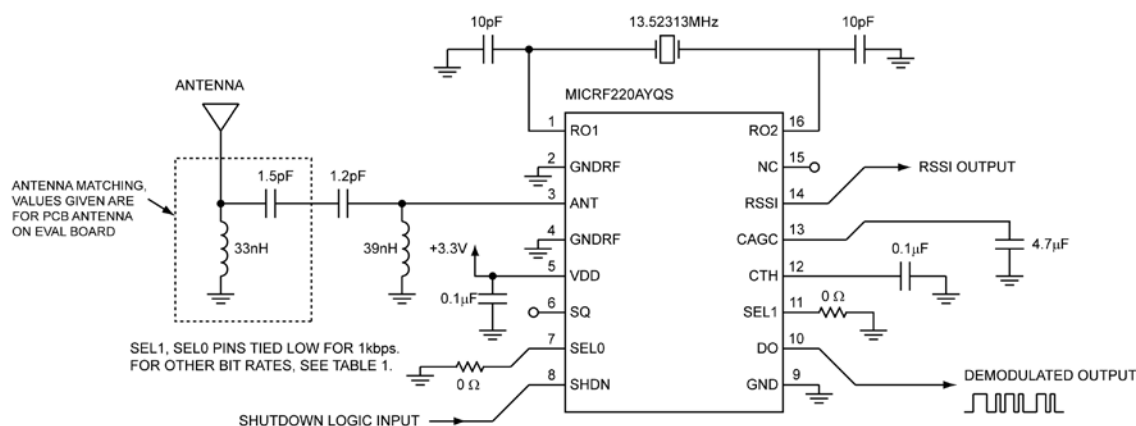 10pF
13.52313MHz
10pF
ANTENNA
MICRF220AYQS
1
RO1
RO2
16
2
GNDRF
NC
15
RSSI OUTPUT
ANTENNA MATCHING,
VALUES GIVEN ARE
FOR PCB ANTENNA
ON EVAL BOARD
1.5pF
1.2pF
3
ANT
RSSI
14
33nH
39nH
4
GNDRF
CAGC
13
4.7µF
+3.3V
5
VDD
CTH
12
0.1µF
0.1µF
6
SQ
SEL1
11
0 Ω
SEL1, SEL0 PINS TIED LOW FOR 1kbps.
FOR OTHER BIT RATES, SEE TABLE 1.
7
SEL0
DO
10
0 Ω
8
SHDN
GND
9
DEMODULATED OUTPUT
SHUTDOWN LOGIC INPUT